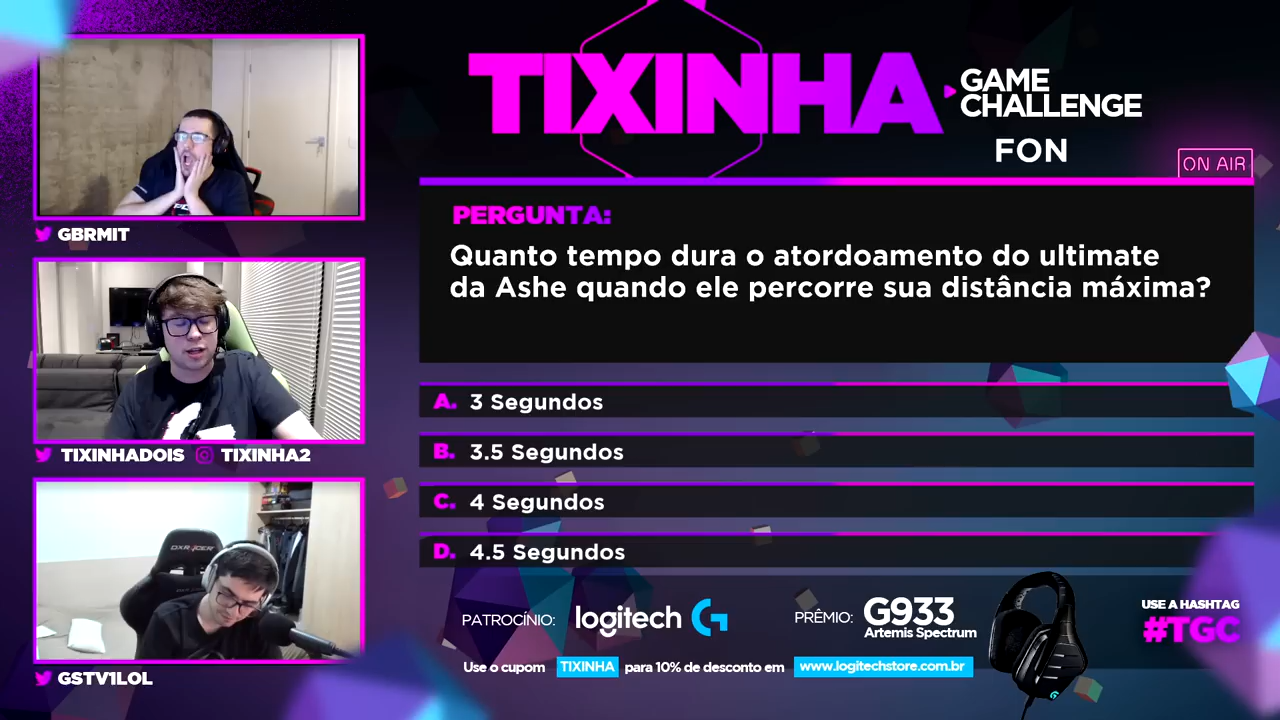 TIXINHA
GAME
CHALLENGE
FON
ON AIR
GBRMIT
PERGUNTA:
Quanto tempo dura o atordoamento do ultimate
da Ashe quando ele percorre sua distância máxima?
A. 3 Segundos
B. 3.5 Segundos
C. 4 Segundos
D. 4.5 Segundos
TIXINHADOIS TIXINHA2
DXRACER
GSTV1LOL
PATROCÍNIO: logitech G
PRÊMIO: G933
Artemis Spectrum
USE A HASHTAG
#TGC
Use o cupom TIXINHA para 10% de desconto em www.logitechstore.com.br